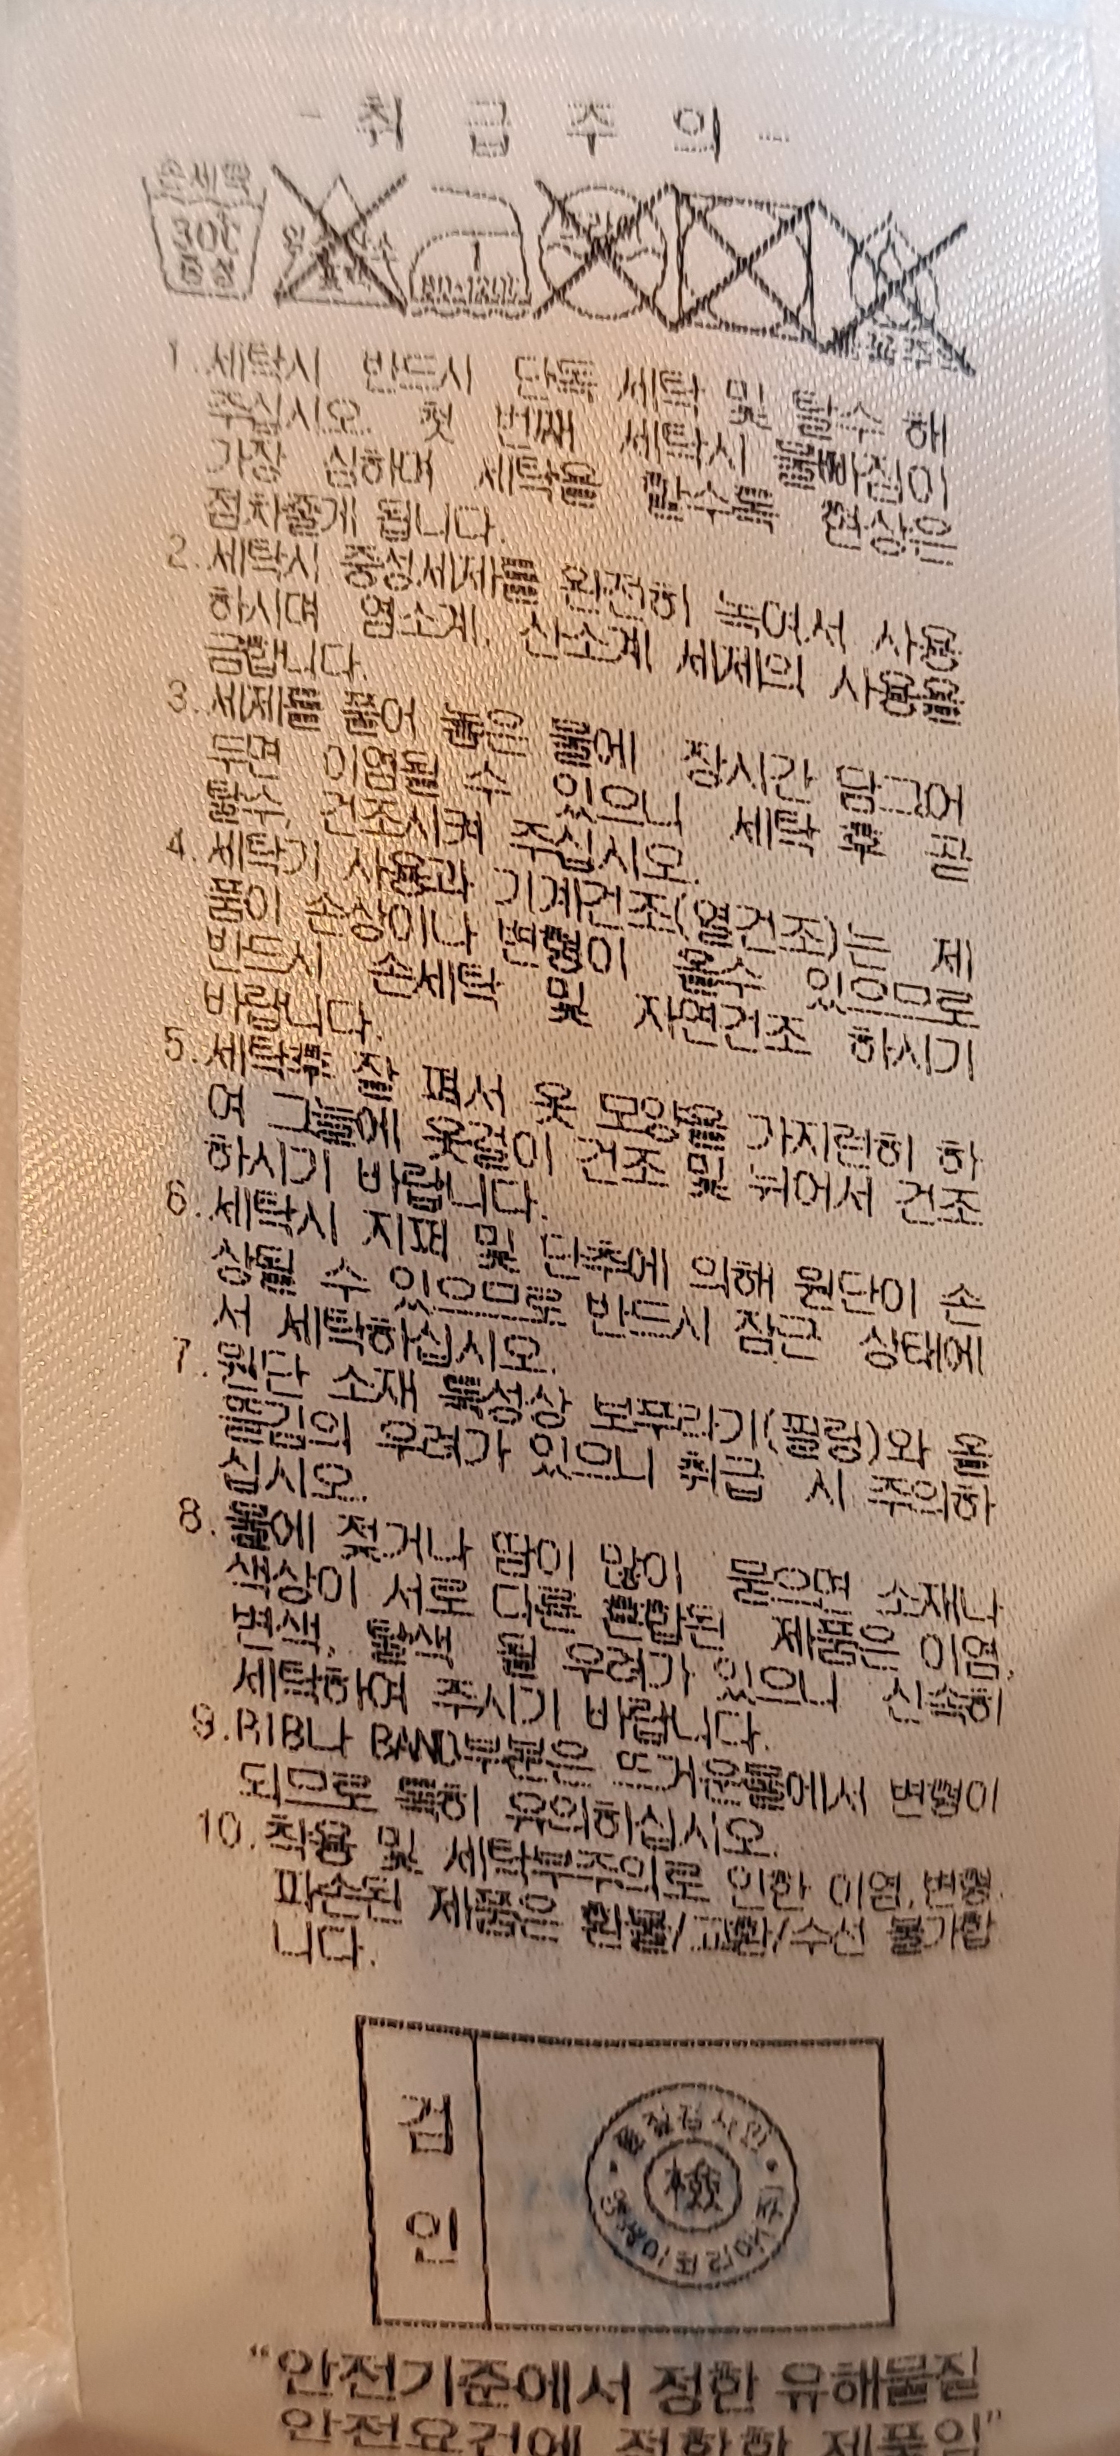 - 취 급 주 의 -
손세탁
30℃
중성
80-120℃
1. 세탁시 반드시 단독 세탁 및 탈수 해
주십시오. 첫 번째 세탁시 물빠짐이
가장 심하며 세탁을 할수록 현상은
점차줄게 됩니다.
2. 세탁시 중성세제를 완전히 녹여서 사용
하시며 염소계, 산소계 세제의 사용을
금합니다.
3. 세제를 풀어 놓은 물에 장시간 담그어
두면 이염될 수 있으니 세탁 후 곧
탈수, 건조시켜 주십시오.
4. 세탁기 사용과 기계건조(열건조)는 제
품이 손상이나 변형이 올수 있으므로
반드시 손세탁 및 자연건조 하시기
바랍니다.
5. 세탁후 잘 펴서 옷 모양을 가지런히 하
여 그늘에 옷걸이 건조 및 뉘어서 건조
하시기 바랍니다.
6. 세탁시 지퍼 및 단추에 의해 원단이 손
상될 수 있으므로 반드시 잠근 상태에
서 세탁하십시오.
7. 원단 소재 특성상 보푸라기(필링)와 올
뜯김의 우려가 있으니 취급 시 주의하
십시오.
8. 물에 젖거나 땀이 많이 묻으면 소재나
색상이 서로 다른 혼합된 제품은 이염,
변색, 탈색 될 우려가 있으니 신속히
세탁하여 주시기 바랍니다.
9. RIB나 BAND부분은 뜨거운물에서 변형이
되므로 특히 유의하십시오.
10. 착용 및 세탁부주의로 인한 이염,변형,
파손된 제품은 환불/교환/수선 불가합
니다.
검
인
품질검사인
檢
"안전기준에서 정한 유해물질
안전요건에 적합한 제품임"